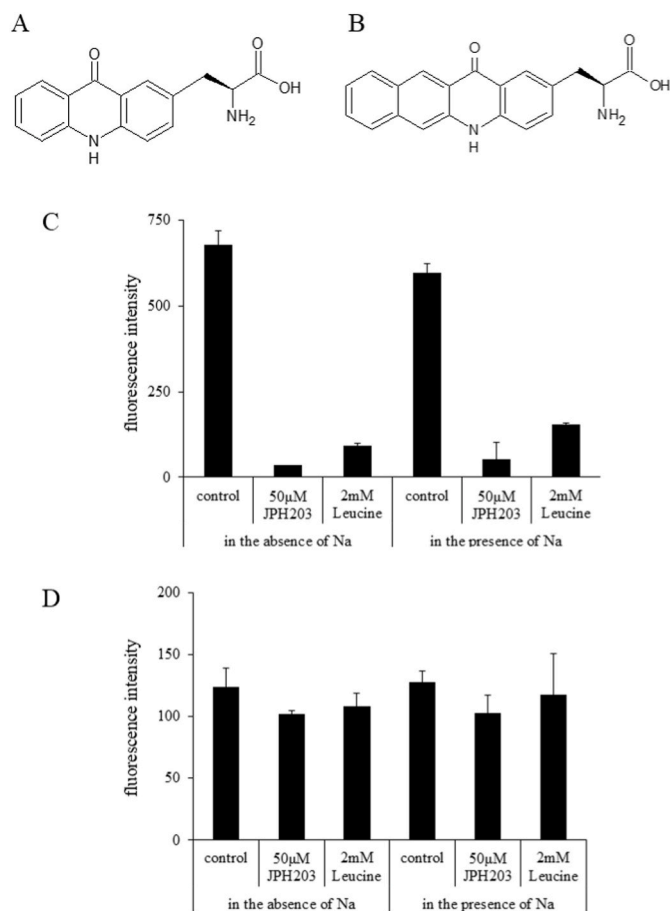 A
B
O
O
OH
NH2
N
H
O
O
OH
NH2
N
H
C
fluorescence intensity
750
500
250
0
control
50μM JPH203
2mM Leucine
control
50μM JPH203
2mM Leucine
in the absence of Na
in the presence of Na
D
fluorescence intensity
200
150
100
50
0
control
50μM JPH203
2mM Leucine
control
50μM JPH203
2mM Leucine
in the absence of Na
in the presence of Na